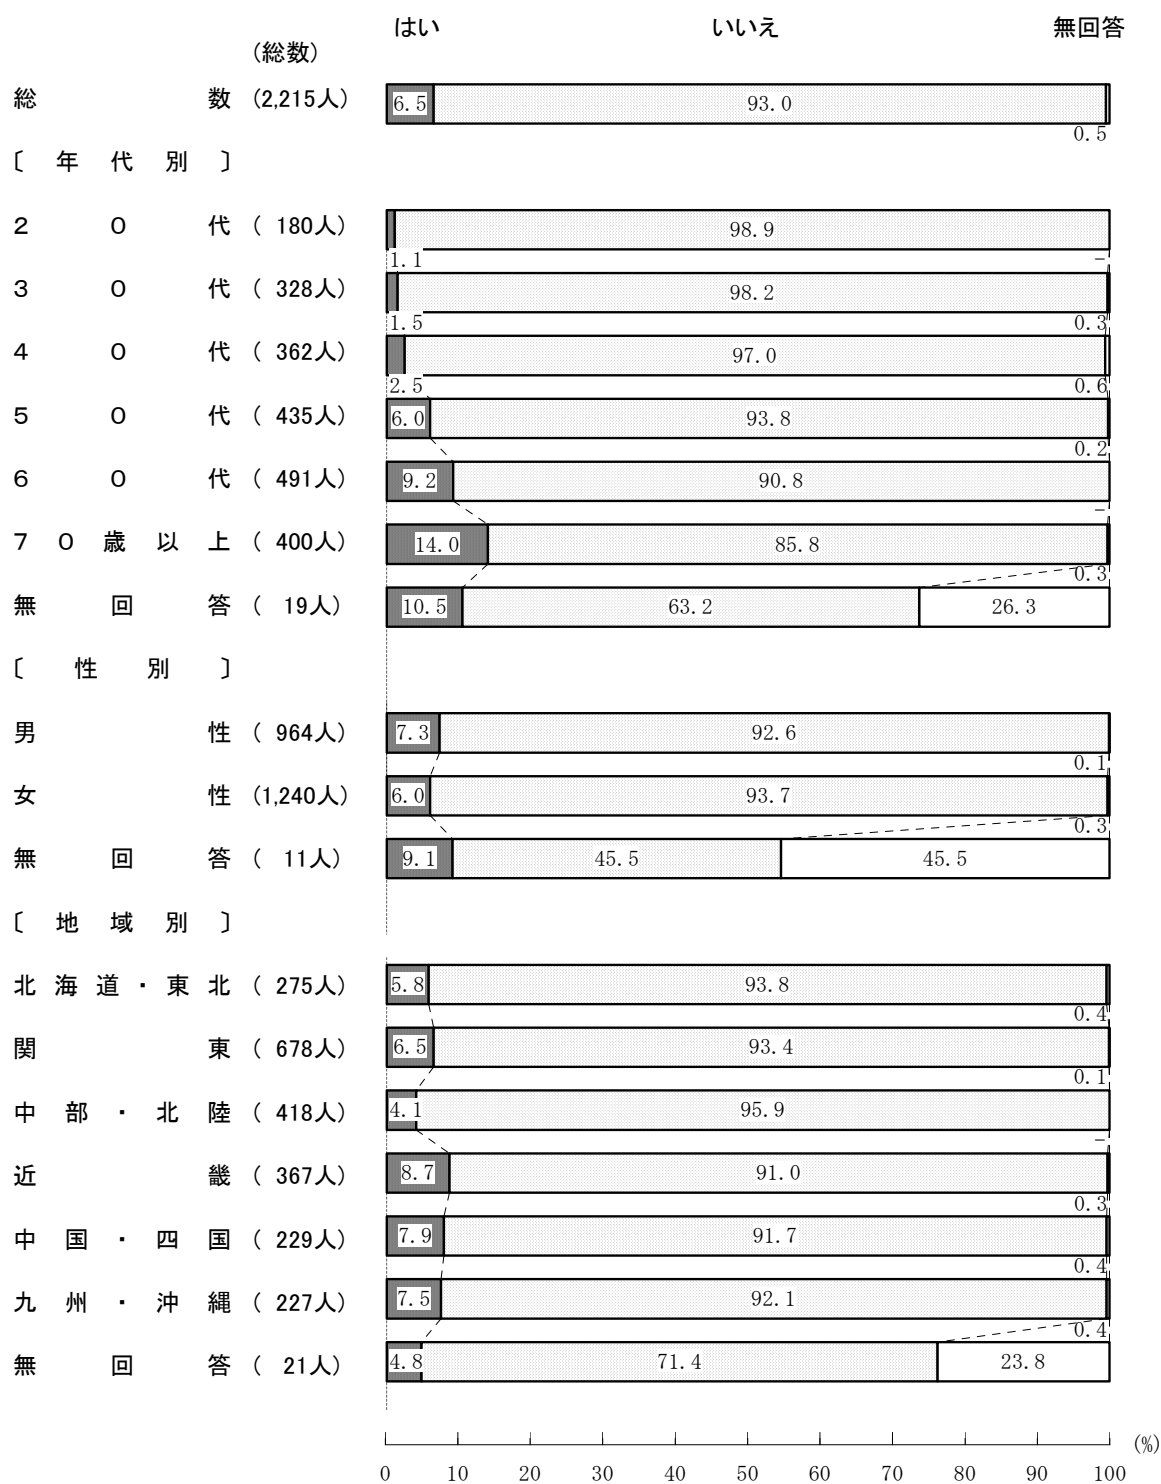 はい いいえ 無回答
(総数)
総数 (2,215人) 6.5 93.0
0.5
〔年代別〕
20代 ( 180人) 98.9
1.1 -
30代 ( 328人) 98.2
1.5 0.3
40代 ( 362人) 97.0
2.5 0.6
50代 ( 435人) 6.0 93.8
0.2
60代 ( 491人) 9.2 90.8
-
70歳以上 ( 400人) 14.0 85.8
0.3
無回答 ( 19人) 10.5 63.2 26.3
〔性別〕
男性 ( 964人) 7.3 92.6
0.1
女性 (1,240人) 6.0 93.7
0.3
無回答 ( 11人) 9.1 45.5 45.5
〔地域別〕
北海道・東北 ( 275人) 5.8 93.8
0.4
関東 ( 678人) 6.5 93.4
0.1
中部・北陸 ( 418人) 4.1 95.9
-
近畿 ( 367人) 8.7 91.0
0.3
中国・四国 ( 229人) 7.9 91.7
0.4
九州・沖縄 ( 227人) 7.5 92.1
0.4
無回答 ( 21人) 4.8 71.4 23.8
(%)
0 10 20 30 40 50 60 70 80 90 100